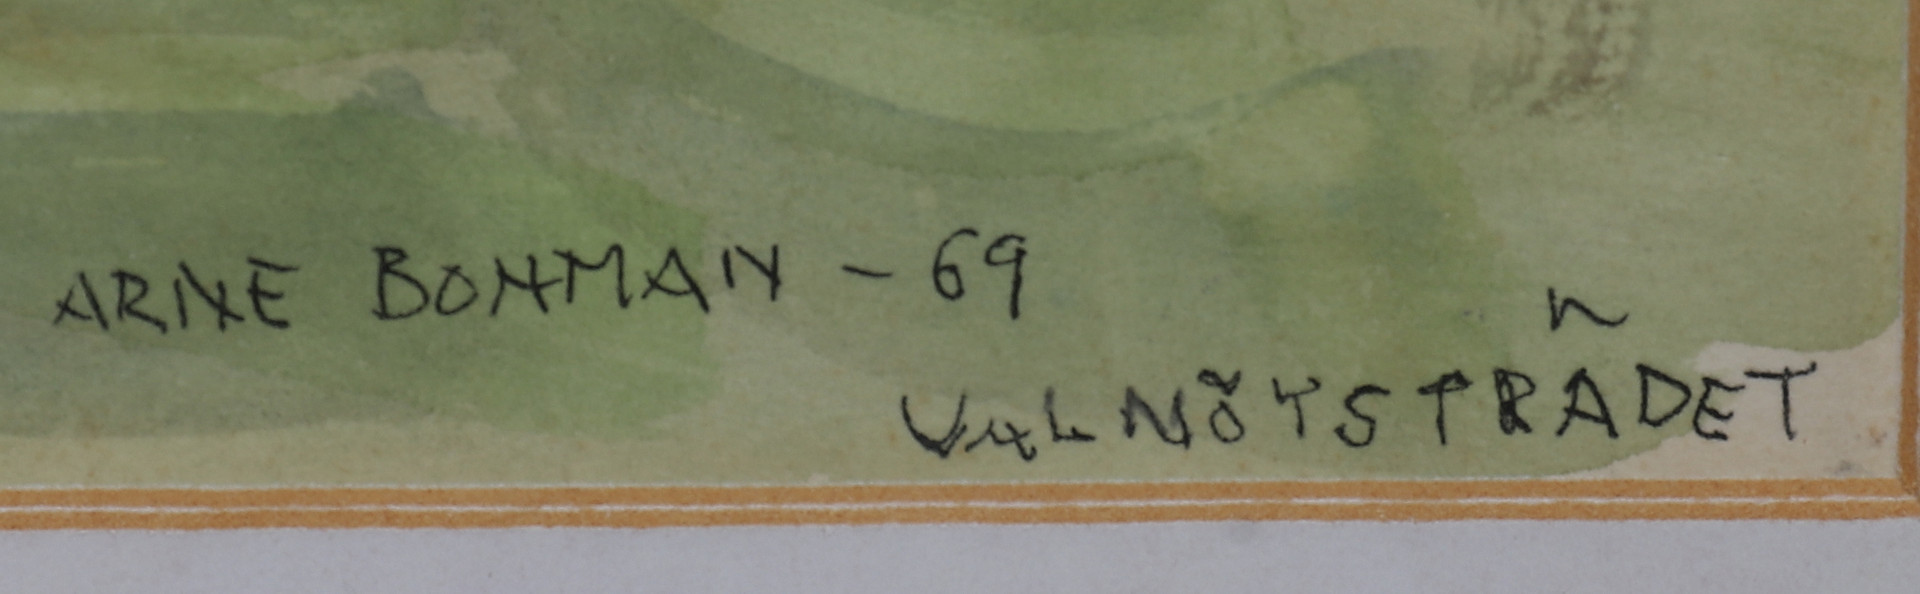 ARNE BOHMAN - 69
VALNÖTSTRÄDET